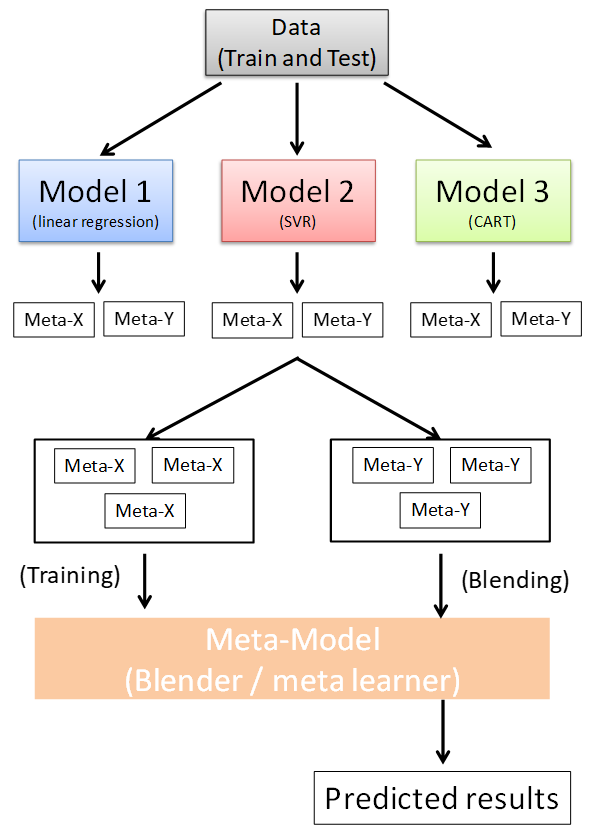 Data
(Train and Test)
Model 1
(linear regression)
Model 2
(SVR)
Model 3
(CART)
Meta-X
Meta-Y
Meta-X
Meta-Y
Meta-X
Meta-Y
Meta-X
Meta-X
Meta-X
Meta-Y
Meta-Y
Meta-Y
(Training)
(Blending)
Meta-Model
(Blender / meta learner)
Predicted results